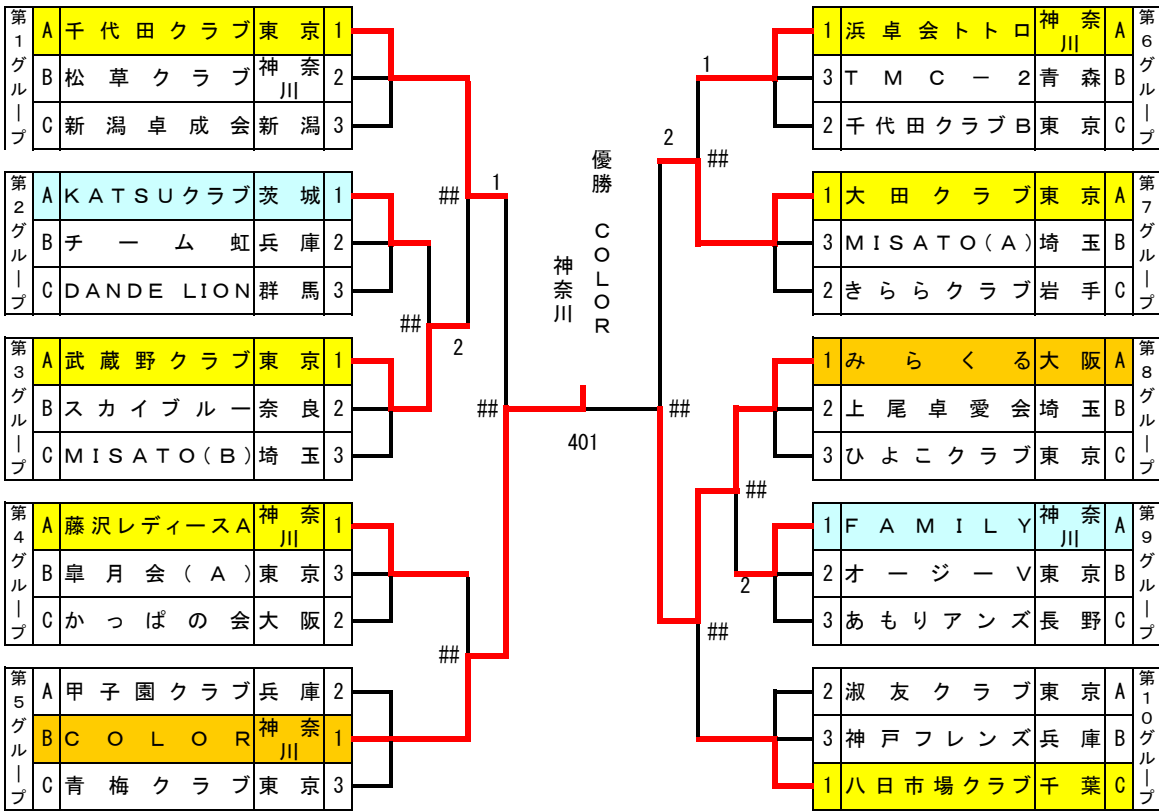 第1グループ
A 千代田クラブ 東京 1
B 松草クラブ 神奈川 2
C 新潟卓成会 新潟 3
第2グループ
A KATSUクラブ 茨城 1
B チーム虹 兵庫 2
C DANDE LION 群馬 3
第3グループ
A 武蔵野クラブ 東京 1
B スカイブルー 奈良 2
C MISATO(B) 埼玉 3
第4グループ
A 藤沢レディースA 神奈川 1
B 皐月会(A) 東京 3
C かっぱの会 大阪 2
第5グループ
A 甲子園クラブ 兵庫 2
B COLOR 神奈川 1
C 青梅クラブ 東京 3
## 1
## 2
##
##
優勝 COLOR
神奈川
401
1
2 ##
##
##
2
##
1 浜卓会トトロ 神奈川 A
3 TMC-2 青森 B
2 千代田クラブB 東京 C
第6グループ
1 大田クラブ 東京 A
3 MISATO(A) 埼玉 B
2 きららクラブ 岩手 C
第7グループ
1 みらくる 大阪 A
2 上尾卓愛会 埼玉 B
3 ひよこクラブ 東京 C
第8グループ
1 FAMILY 神奈川 A
2 オージーV 東京 B
3 あもりアンズ 長野 C
第9グループ
2 淑友クラブ 東京 A
3 神戸フレンズ 兵庫 B
1 八日市場クラブ 千葉 C
第10グループ